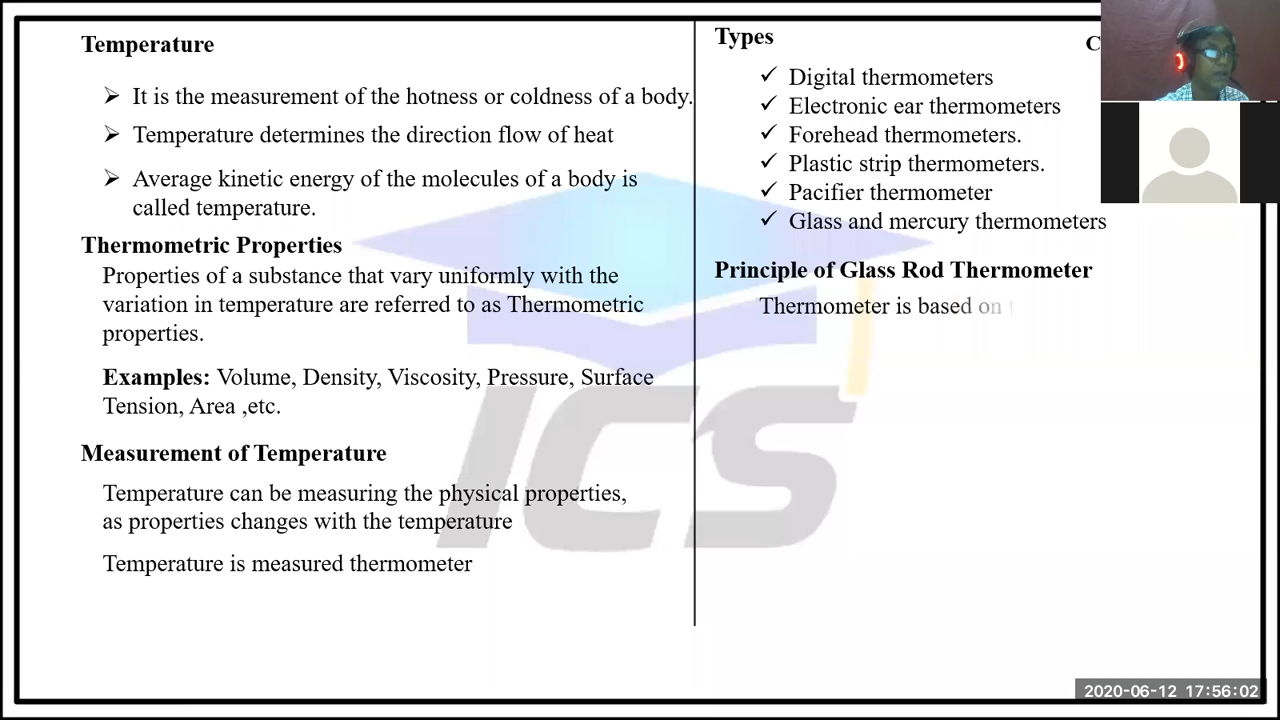 Temperature
It is the measurement of the hotness or coldness of a body.
Temperature determines the direction flow of heat
Average kinetic energy of the molecules of a body is
called temperature.
Thermometric Properties
Properties of a substance that vary uniformly with the
variation in temperature are referred to as Thermometric
properties.
Examples: Volume, Density, Viscosity, Pressure, Surface
Tension, Area ,etc.
Measurement of Temperature
Temperature can be measuring the physical properties,
as properties changes with the temperature
Temperature is measured thermometer
Types
C
Digital thermometers
Electronic ear thermometers
Forehead thermometers.
Plastic strip thermometers.
Pacifier thermometer
Glass and mercury thermometers
Principle of Glass Rod Thermometer
Thermometer is based on
ICS
2020-06-12 17:56:02